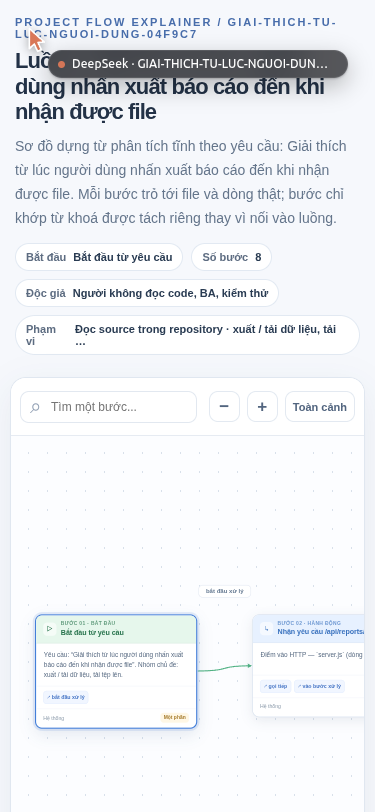 PROJECT FLOW EXPLAINER / GIAI-THICH-TU-
LUC-NGUOI-DUNG-04F9C7
DeepSeek · GIAI-THICH-TU-LUC-NGUOI-DUN...
dùng nhấn xuất báo cáo đến khi
nhận được file
Sơ đồ dựng từ phân tích tĩnh theo yêu cầu: Giải thích
từ lúc người dùng nhấn xuất báo cáo đến khi nhận
được file. Mỗi bước trỏ tới file và dòng thật; bước chỉ
khớp từ khoá được tách riêng thay vì nối vào luồng.
Bắt đầu Bắt đầu từ yêu cầu
Số bước 8
Độc giả Người không đọc code, BA, kiểm thử
Phạm vi Đọc source trong repository · xuất / tải dữ liệu, tải ...
Tìm một bước...
− + Toàn cảnh
bắt đầu xử lý
BƯỚC 01 · BẮT ĐẦU
Bắt đầu từ yêu cầu
Yêu cầu: "Giải thích từ lúc người dùng nhấn xuất
báo cáo đến khi nhận được file". Nhóm chủ đề:
xuất / tải dữ liệu, tải tệp lên.
↗ bắt đầu xử lý
Hệ thống
Một phần
BƯỚC 02 · HÀNH ĐỘNG
Nhận yêu cầu /api/reports/
Điểm vào HTTP — `server.js` (dòng
↗ gọi tiếp ↗ vào bước xử lý
Hệ thống